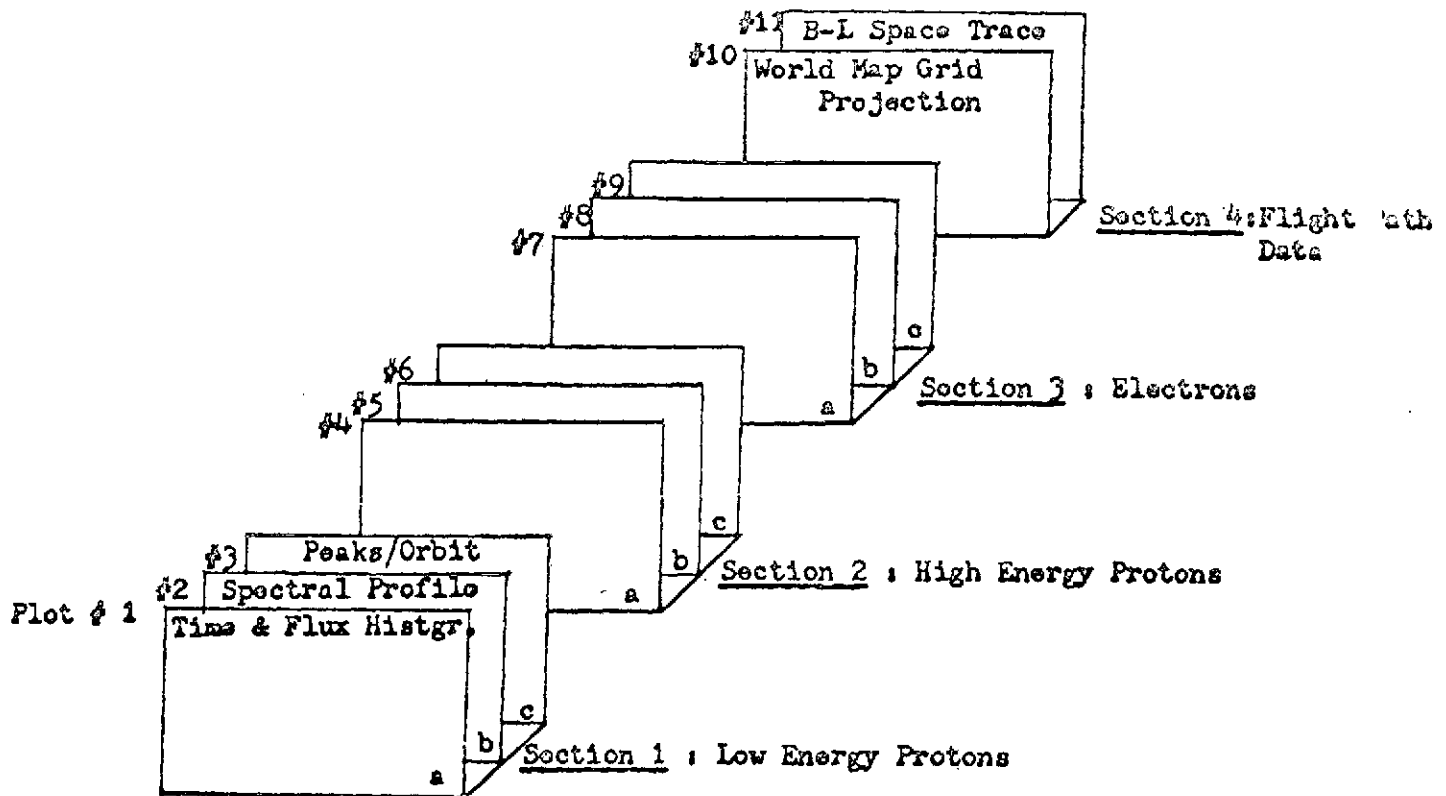 #11 B-L Space Trace
#10 World Map Grid
Projection
#9
#8
#7
Section 4: Flight
Data
c
b
a
Section 3 : Electrons
#6
#5
#4
c
b
a
Section 2 : High Energy Protons
#3 Peaks/Orbit
#2 Spectral Profile
Plot # 1 Time & Flux Histgr.
c
b
a
Section 1 : Low Energy Protons